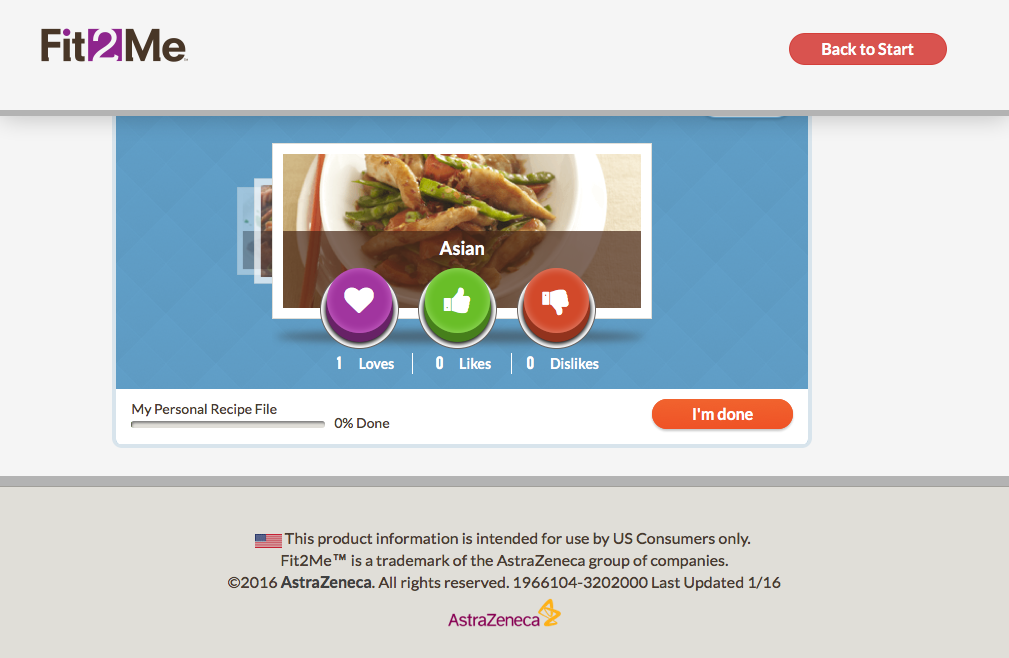 Fit2Me™
Back to Start
Asian
1 Loves 0 Likes 0 Dislikes
My Personal Recipe File
0% Done
I'm done
This product information is intended for use by US Consumers only.
Fit2Me™ is a trademark of the AstraZeneca group of companies.
©2016 AstraZeneca. All rights reserved. 1966104-3202000 Last Updated 1/16
AstraZeneca